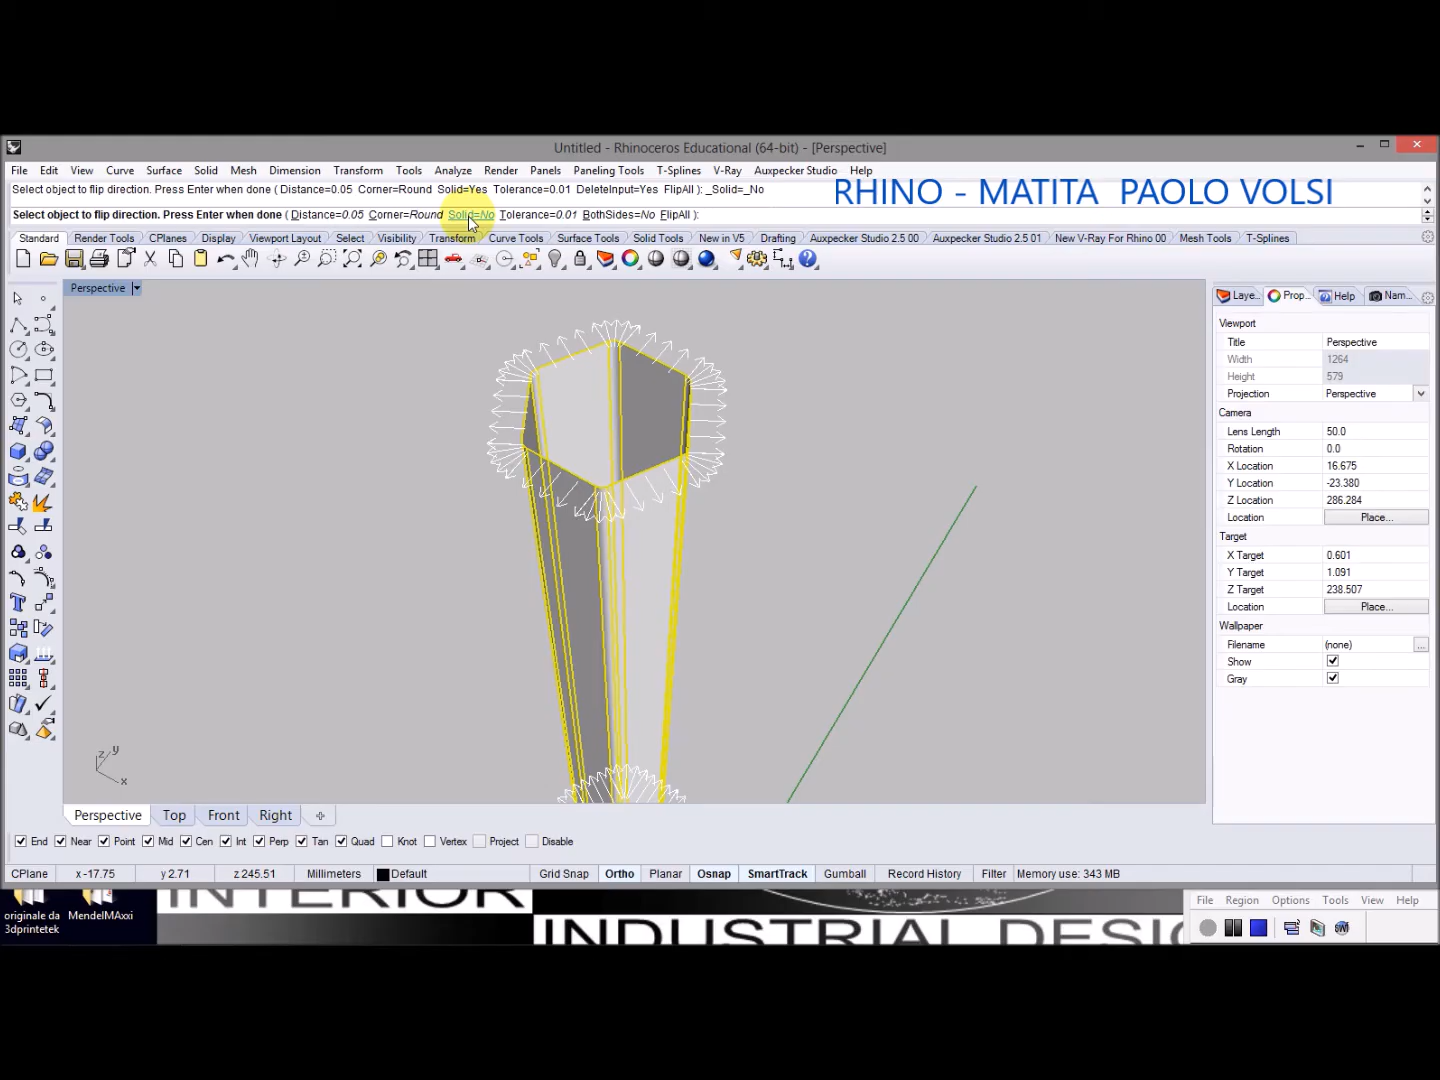 Untitled - Rhinoceros Educational (64-bit) - [Perspective]
File Edit View Curve Surface Solid Mesh Dimension Transform Tools Analyze Render Panels Paneling Tools T-Splines V-Ray Auxpecker Studio Help
Select object to flip direction. Press Enter when done ( Distance=0.05 Corner=Round Solid=Yes Tolerance=0.01 DeleteInput=Yes FlipAll ): _Solid=_No
RHINO - MATITA PAOLO VOLSI
Select object to flip direction. Press Enter when done ( Distance=0.05 Corner=Round Solid=No Tolerance=0.01 BothSides=No FlipAll ):
Standard Render Tools CPlanes Display Viewport Layout Select Visibility Transform Curve Tools Surface Tools Solid Tools New in V5 Drafting Auxpecker Studio 2.5 00 Auxpecker Studio 2.5 01 New V-Ray For Rhino 00 Mesh Tools T-Splines
Perspective
Laye... Prop... Help Nam...
Viewport
Title Perspective
Width 1264
Height 579
Projection Perspective
Camera
Lens Length 50.0
Rotation 0.0
X Location 16.675
Y Location -23.380
Z Location 286.284
Location Place...
Target
X Target 0.601
Y Target 1.091
Z Target 238.507
Location Place...
Wallpaper
Filename (none) ...
Show
Gray
z y
x
Perspective Top Front Right
End Near Point Mid Cen Int Perp Tan Quad Knot Vertex Project Disable
CPlane x -17.75 y 2.71 z 245.51 Millimeters Default Grid Snap Ortho Planar Osnap SmartTrack Gumball Record History Filter Memory use: 343 MB
INTERIOR
originale da
3dprintetek
MendelMAxxi
INDUSTRIAL DESIG
File Region Options Tools View Help